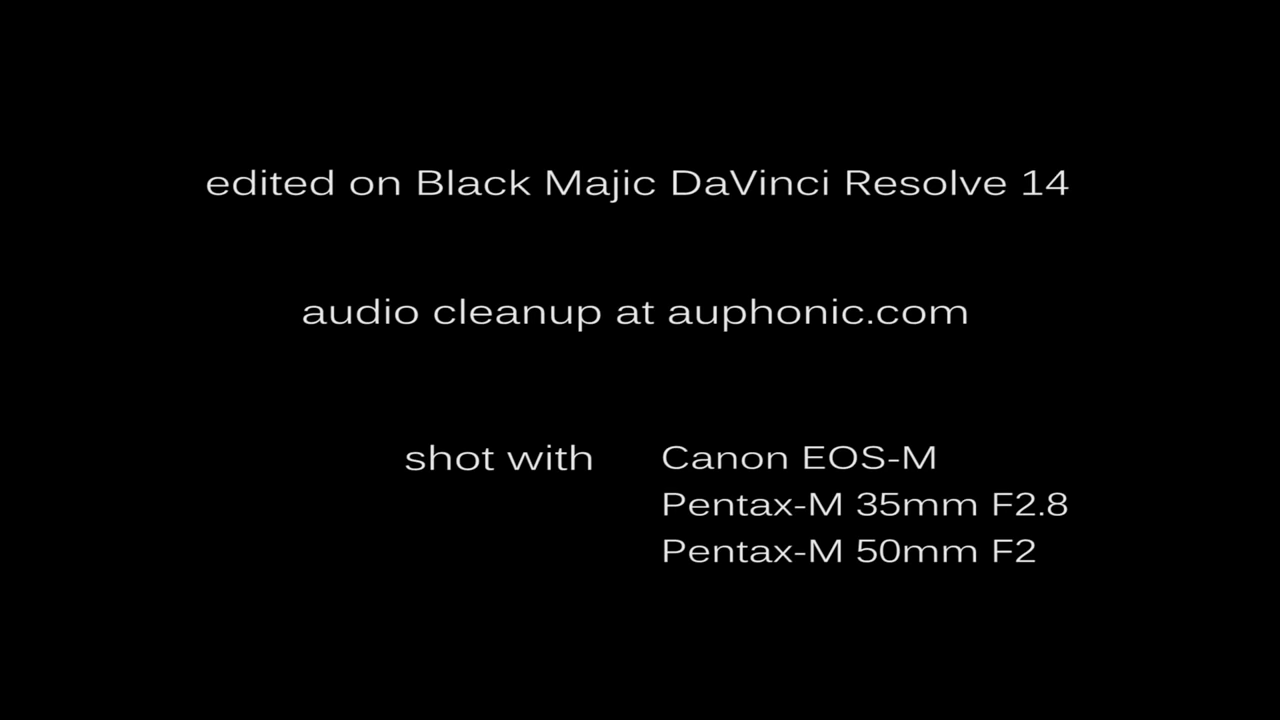 edited on Black Majic DaVinci Resolve 14
audio cleanup at auphonic.com
shot with Canon EOS-M
Pentax-M 35mm F2.8
Pentax-M 50mm F2